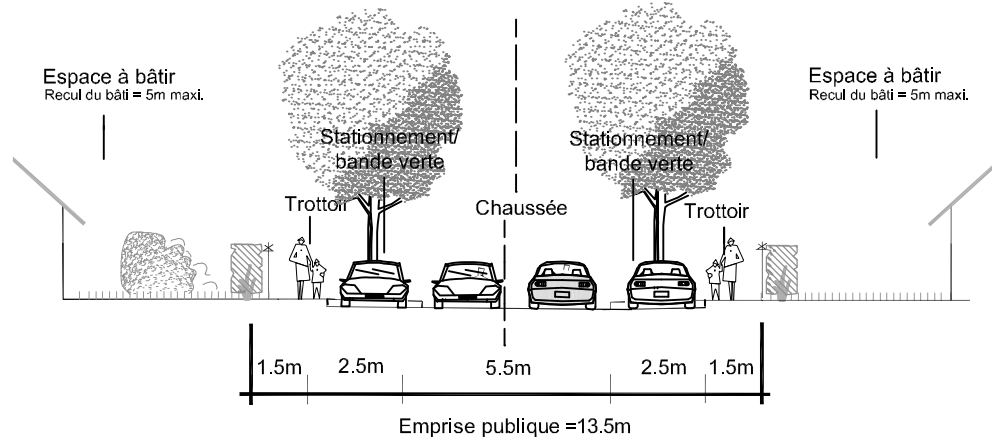 Espace à bâtir
Recul du bâti = 5m maxi.
Espace à bâtir
Recul du bâti = 5m maxi.
Stationnement/
bande verte
Stationnement/
bande verte
Trottoir
Chaussée
Trottoir
1.5m
2.5m
5.5m
2.5m
1.5m
Emprise publique =13.5m